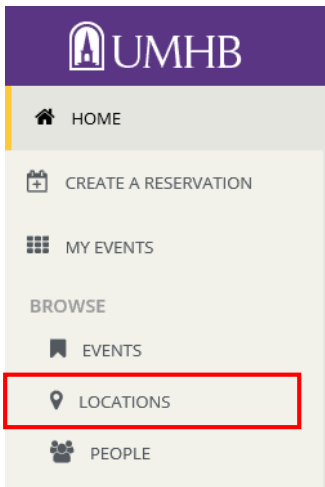 UMHB
HOME
CREATE A RESERVATION
MY EVENTS
BROWSE
EVENTS
LOCATIONS
PEOPLE